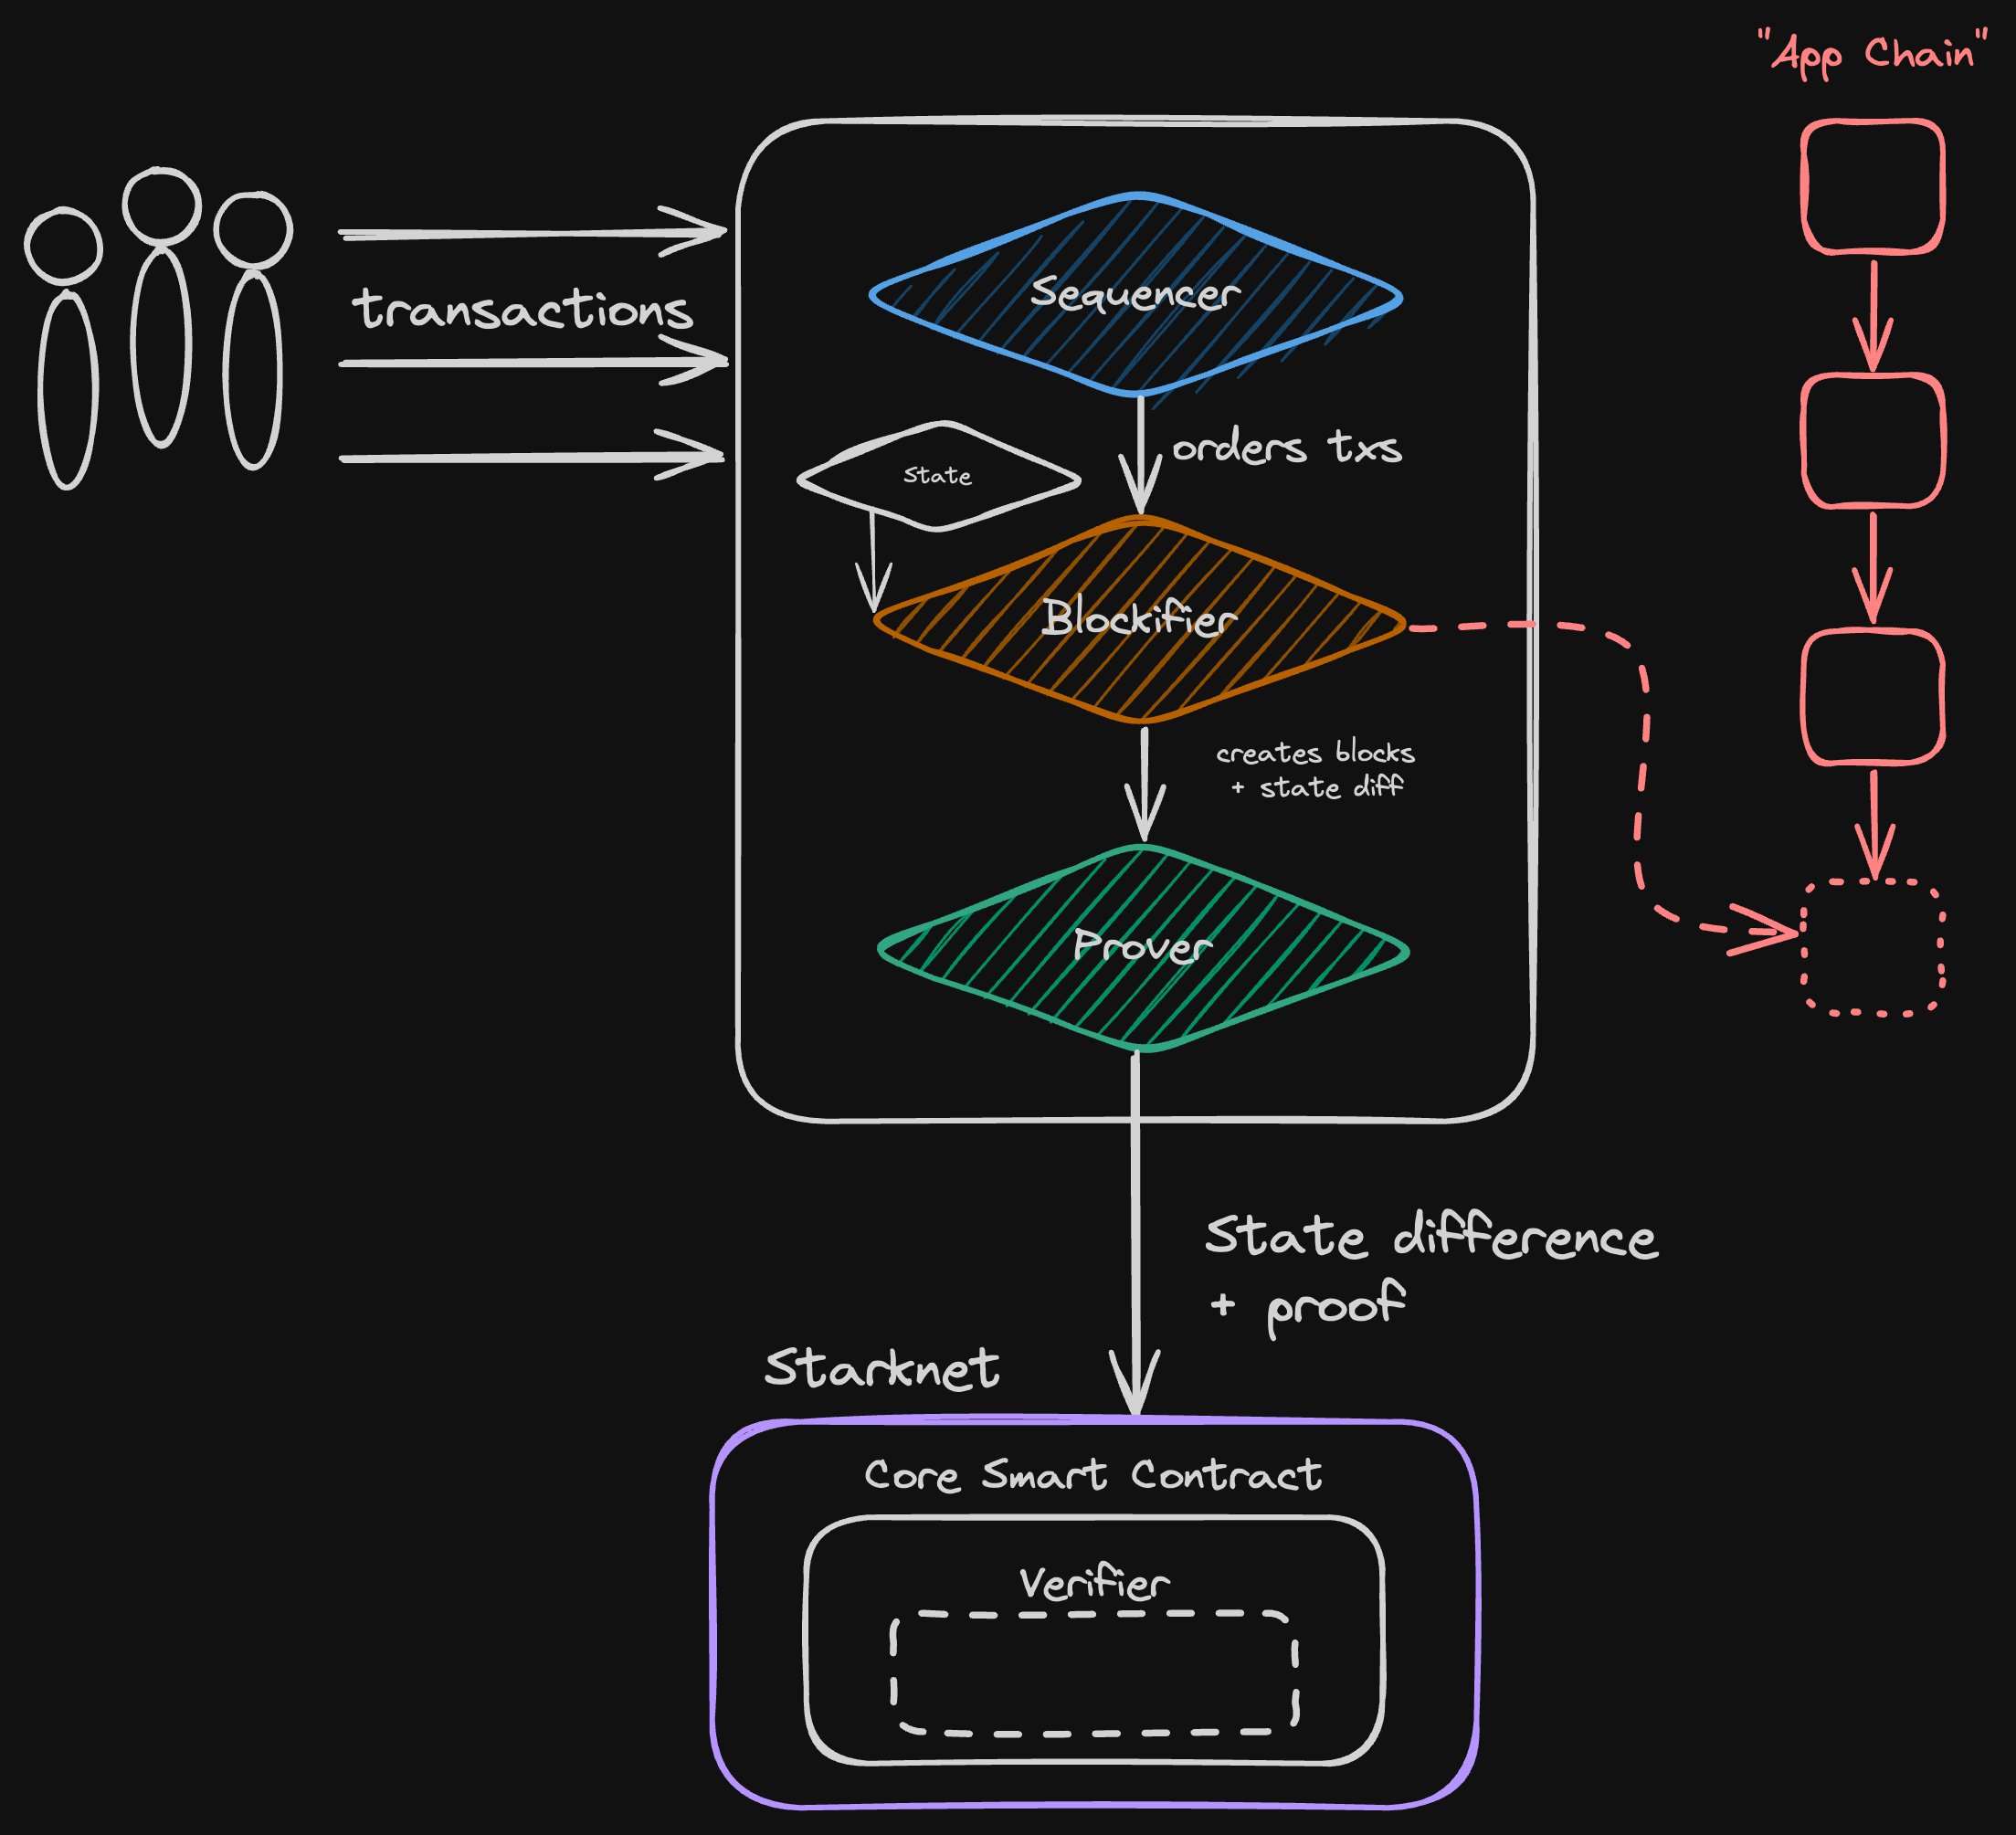 "App Chain"
Sequencer
transactions
orders txs
State
Blockifier
creates blocks
+ state diff
Prover
State difference
+ proof
Starknet
Core Smart Contract
Verifier